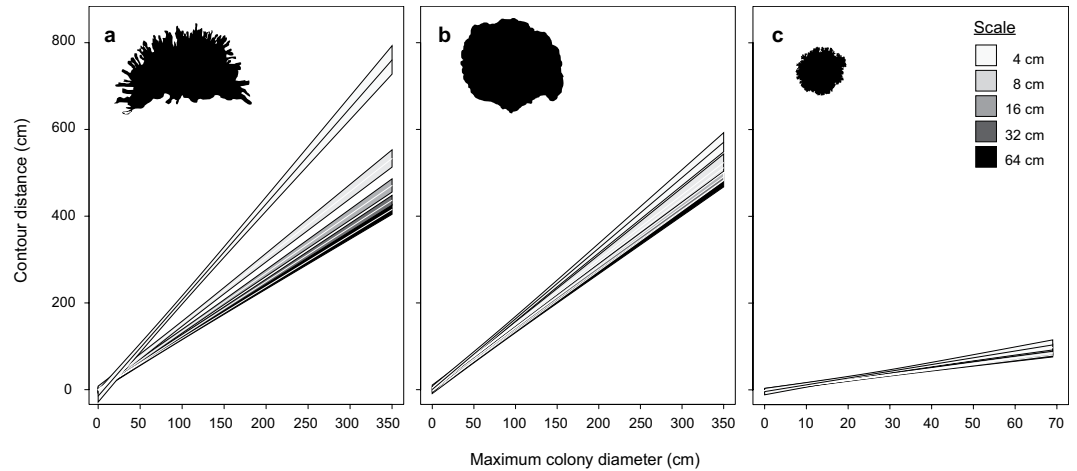 a
b
c
Scale
4 cm
8 cm
16 cm
32 cm
64 cm
800
600
400
200
0
Contour distance (cm)
0 50 100 150 200 250 300 350
0 50 100 150 200 250 300 350
0 10 20 30 40 50 60 70
Maximum colony diameter (cm)